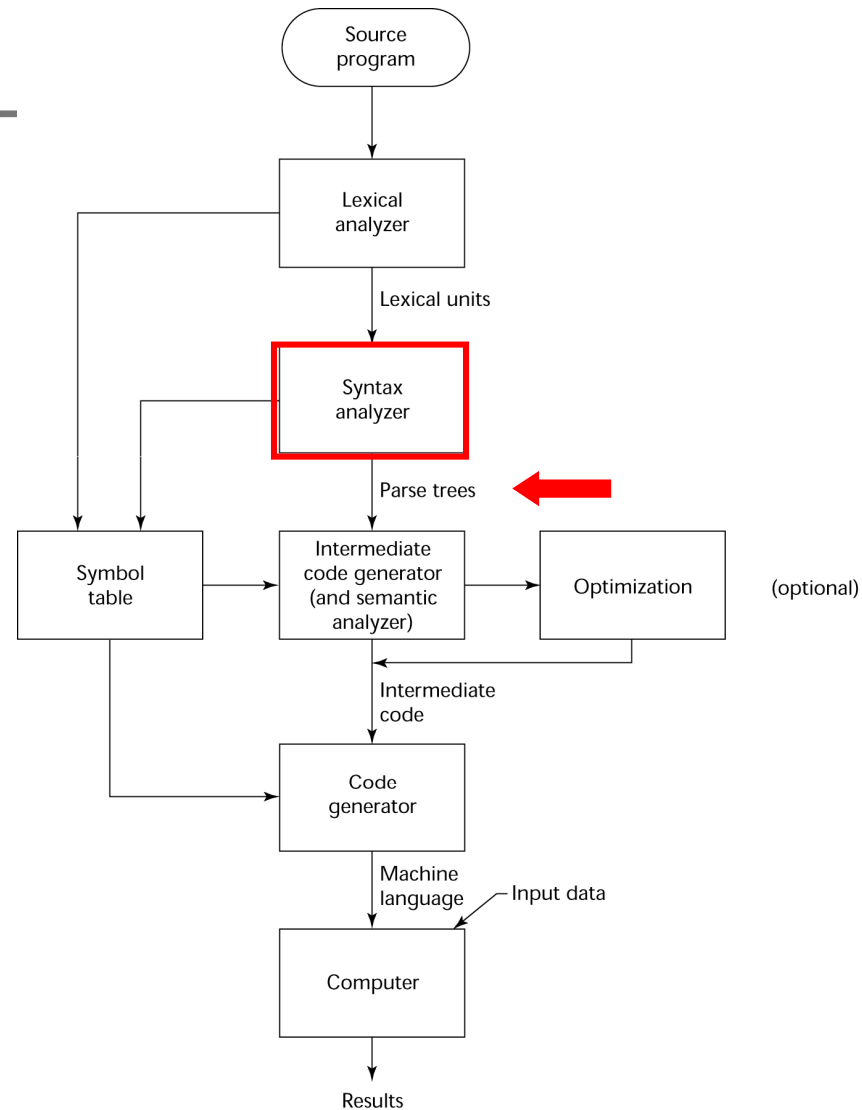 Source
program
Lexical
analyzer
Lexical units
Syntax
analyzer
Parse trees
Symbol
table
Intermediate
code generator
(and semantic
analyzer)
Optimization
(optional)
Intermediate
code
Code
generator
Machine
language
Input data
Computer
Results